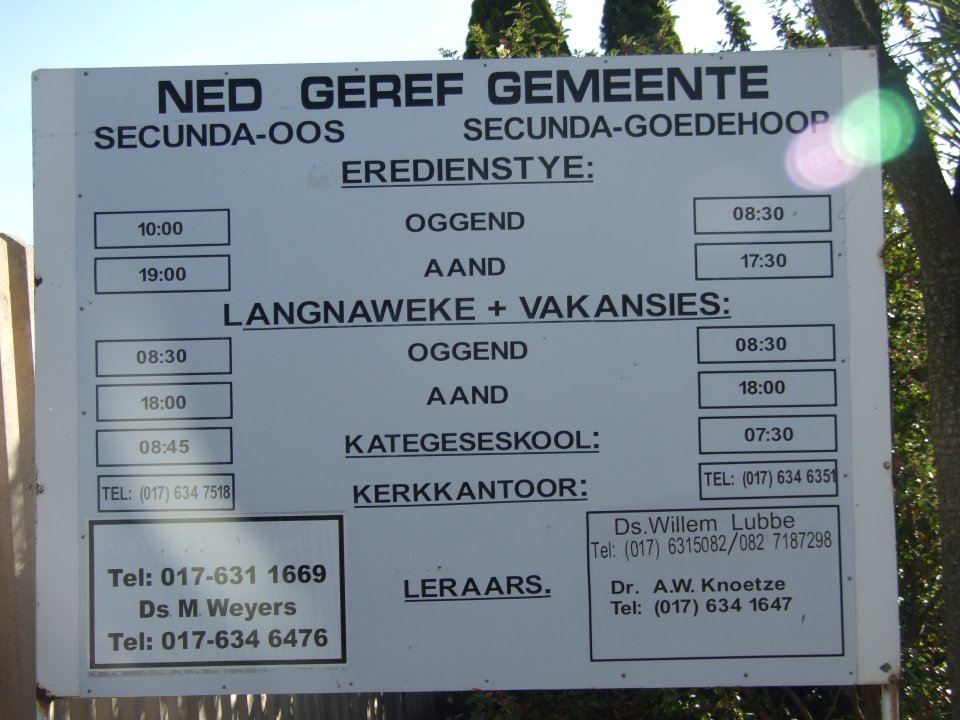 NED GEREF GEMEENTE
SECUNDA-OOS SECUNDA-GOEDEHOOP
EREDIENSTYE:
10:00 OGGEND 08:30
19:00 AAND 17:30
LANGNAWEKE + VAKANSIES:
08:30 OGGEND 08:30
18:00 AAND 18:00
08:45 KATEGESESKOOL: 07:30
TEL: (017) 634 7518 KERKKANTOOR: TEL: (017) 634 6351
Tel: 017-631 1669
Ds. M. Weyers
Tel: 017-634 6476
LERAARS.
Ds.Willem Lubbe
Tel: (017) 6315082/082 7187298
Dr. A.W. Knoetze
Tel: (017) 634 1647